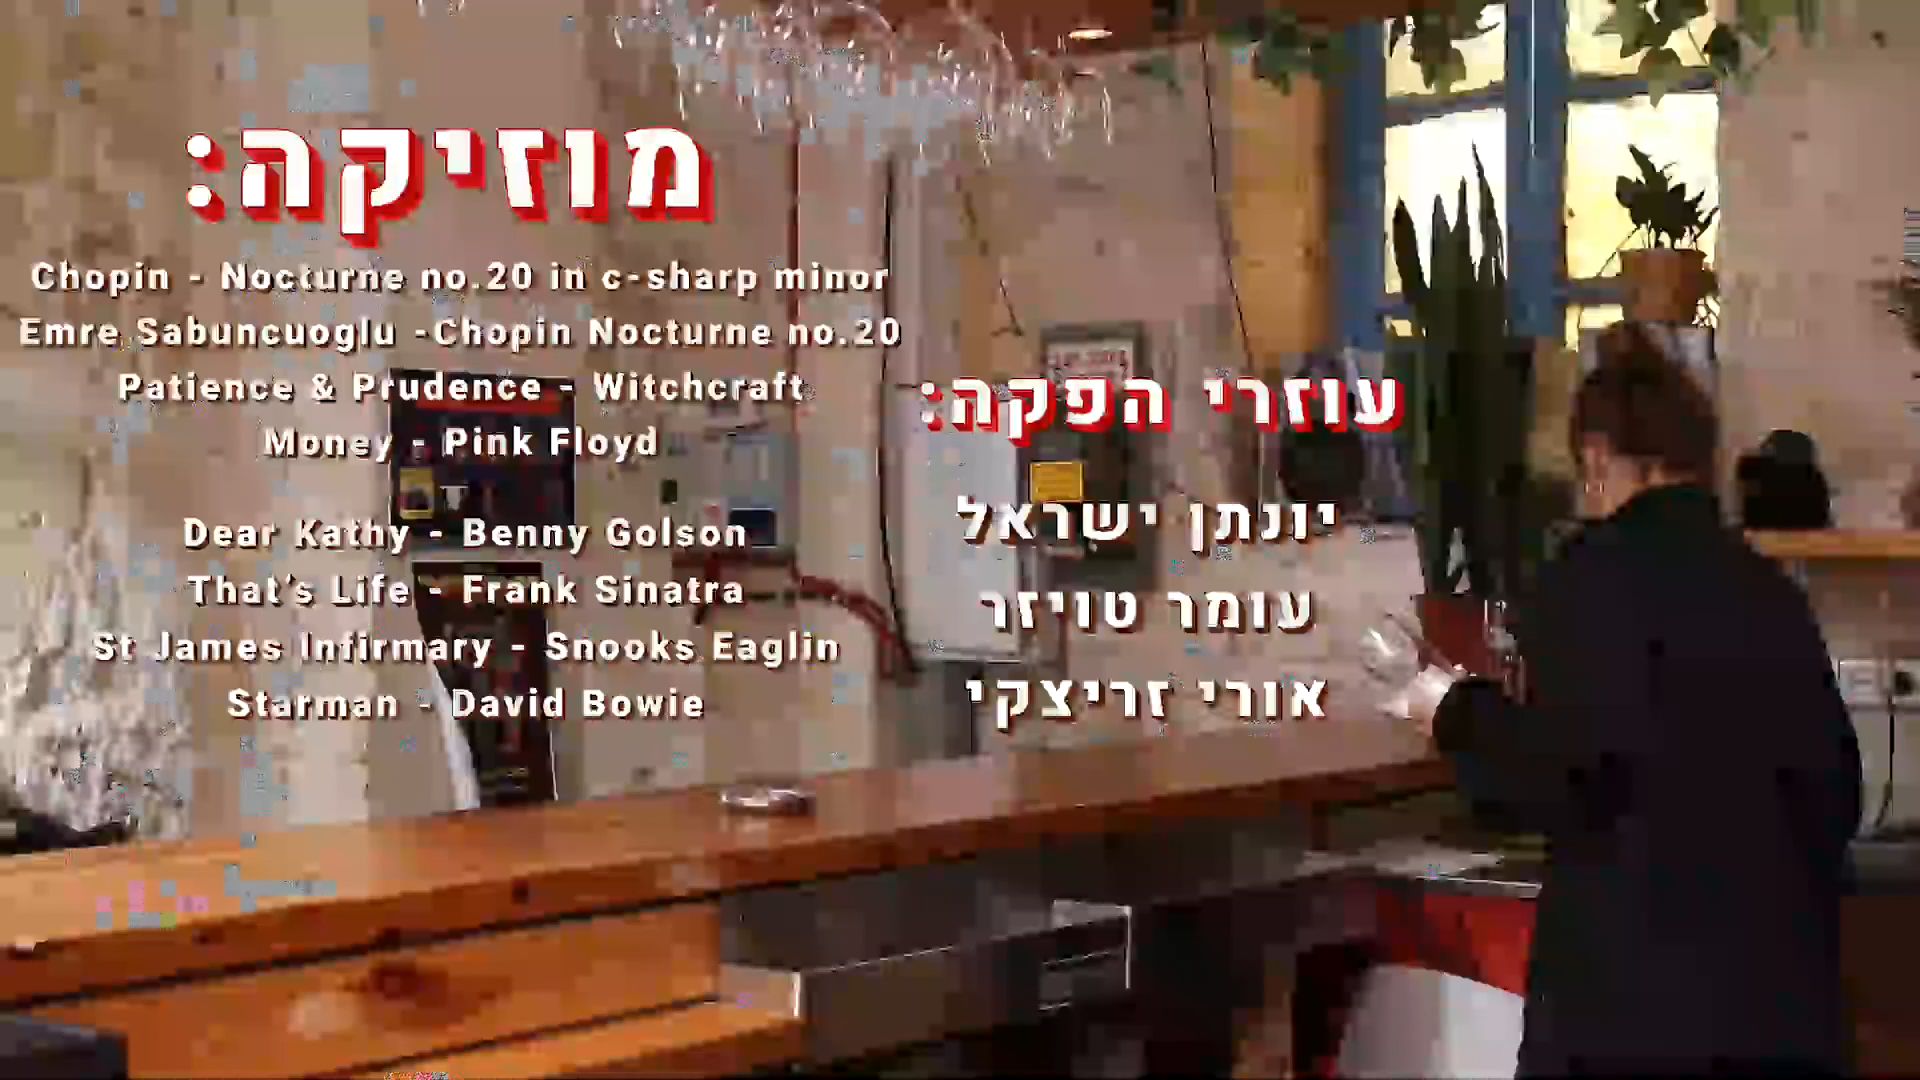 מוזיקה:
Chopin - Nocturne no.20 in c-sharp minor
Emre Sabuncuoglu -Chopin Nocturne no.20
Patience & Prudence - Witchcraft
Money - Pink Floyd
Dear Kathy - Benny Golson
That's Life - Frank Sinatra
St James Infirmary - Snooks Eaglin
Starman - David Bowie
עוזרי הפקה:
יונתן ישראל
עומר טויזר
אורי זריצקי